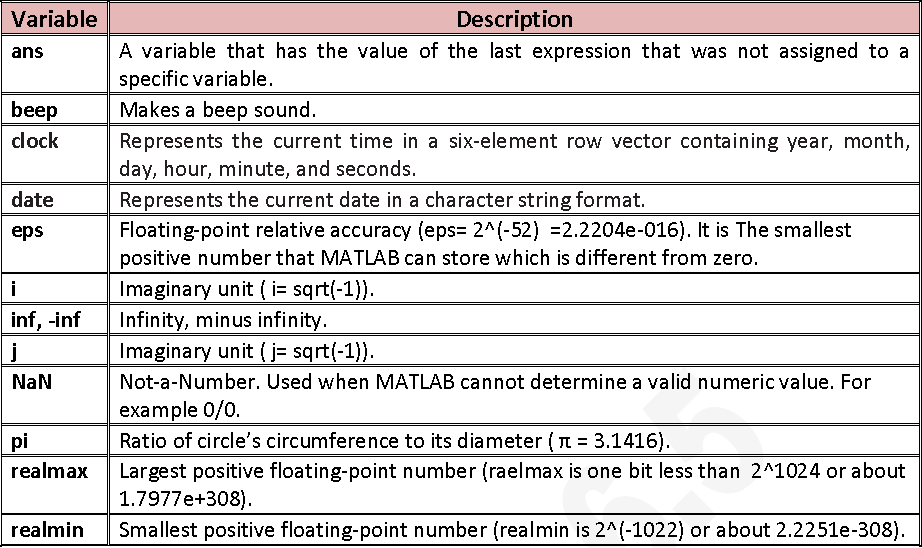 Variable Description
ans A variable that has the value of the last expression that was not assigned to a
specific variable.
beep Makes a beep sound.
clock Represents the current time in a six-element row vector containing year, month,
day, hour, minute, and seconds.
date Represents the current date in a character string format.
eps Floating-point relative accuracy (eps= 2^(-52) =2.2204e-016). It is The smallest
positive number that MATLAB can store which is different from zero.
i Imaginary unit ( i= sqrt(-1)).
inf, -inf Infinity, minus infinity.
j Imaginary unit ( j= sqrt(-1)).
NaN Not-a-Number. Used when MATLAB cannot determine a valid numeric value. For
example 0/0.
pi Ratio of circle’s circumference to its diameter ( π = 3.1416).
realmax Largest positive floating-point number (raelmax is one bit less than 2^1024 or about
1.7977e+308).
realmin Smallest positive floating-point number (realmin is 2^(-1022) or about 2.2251e-308).